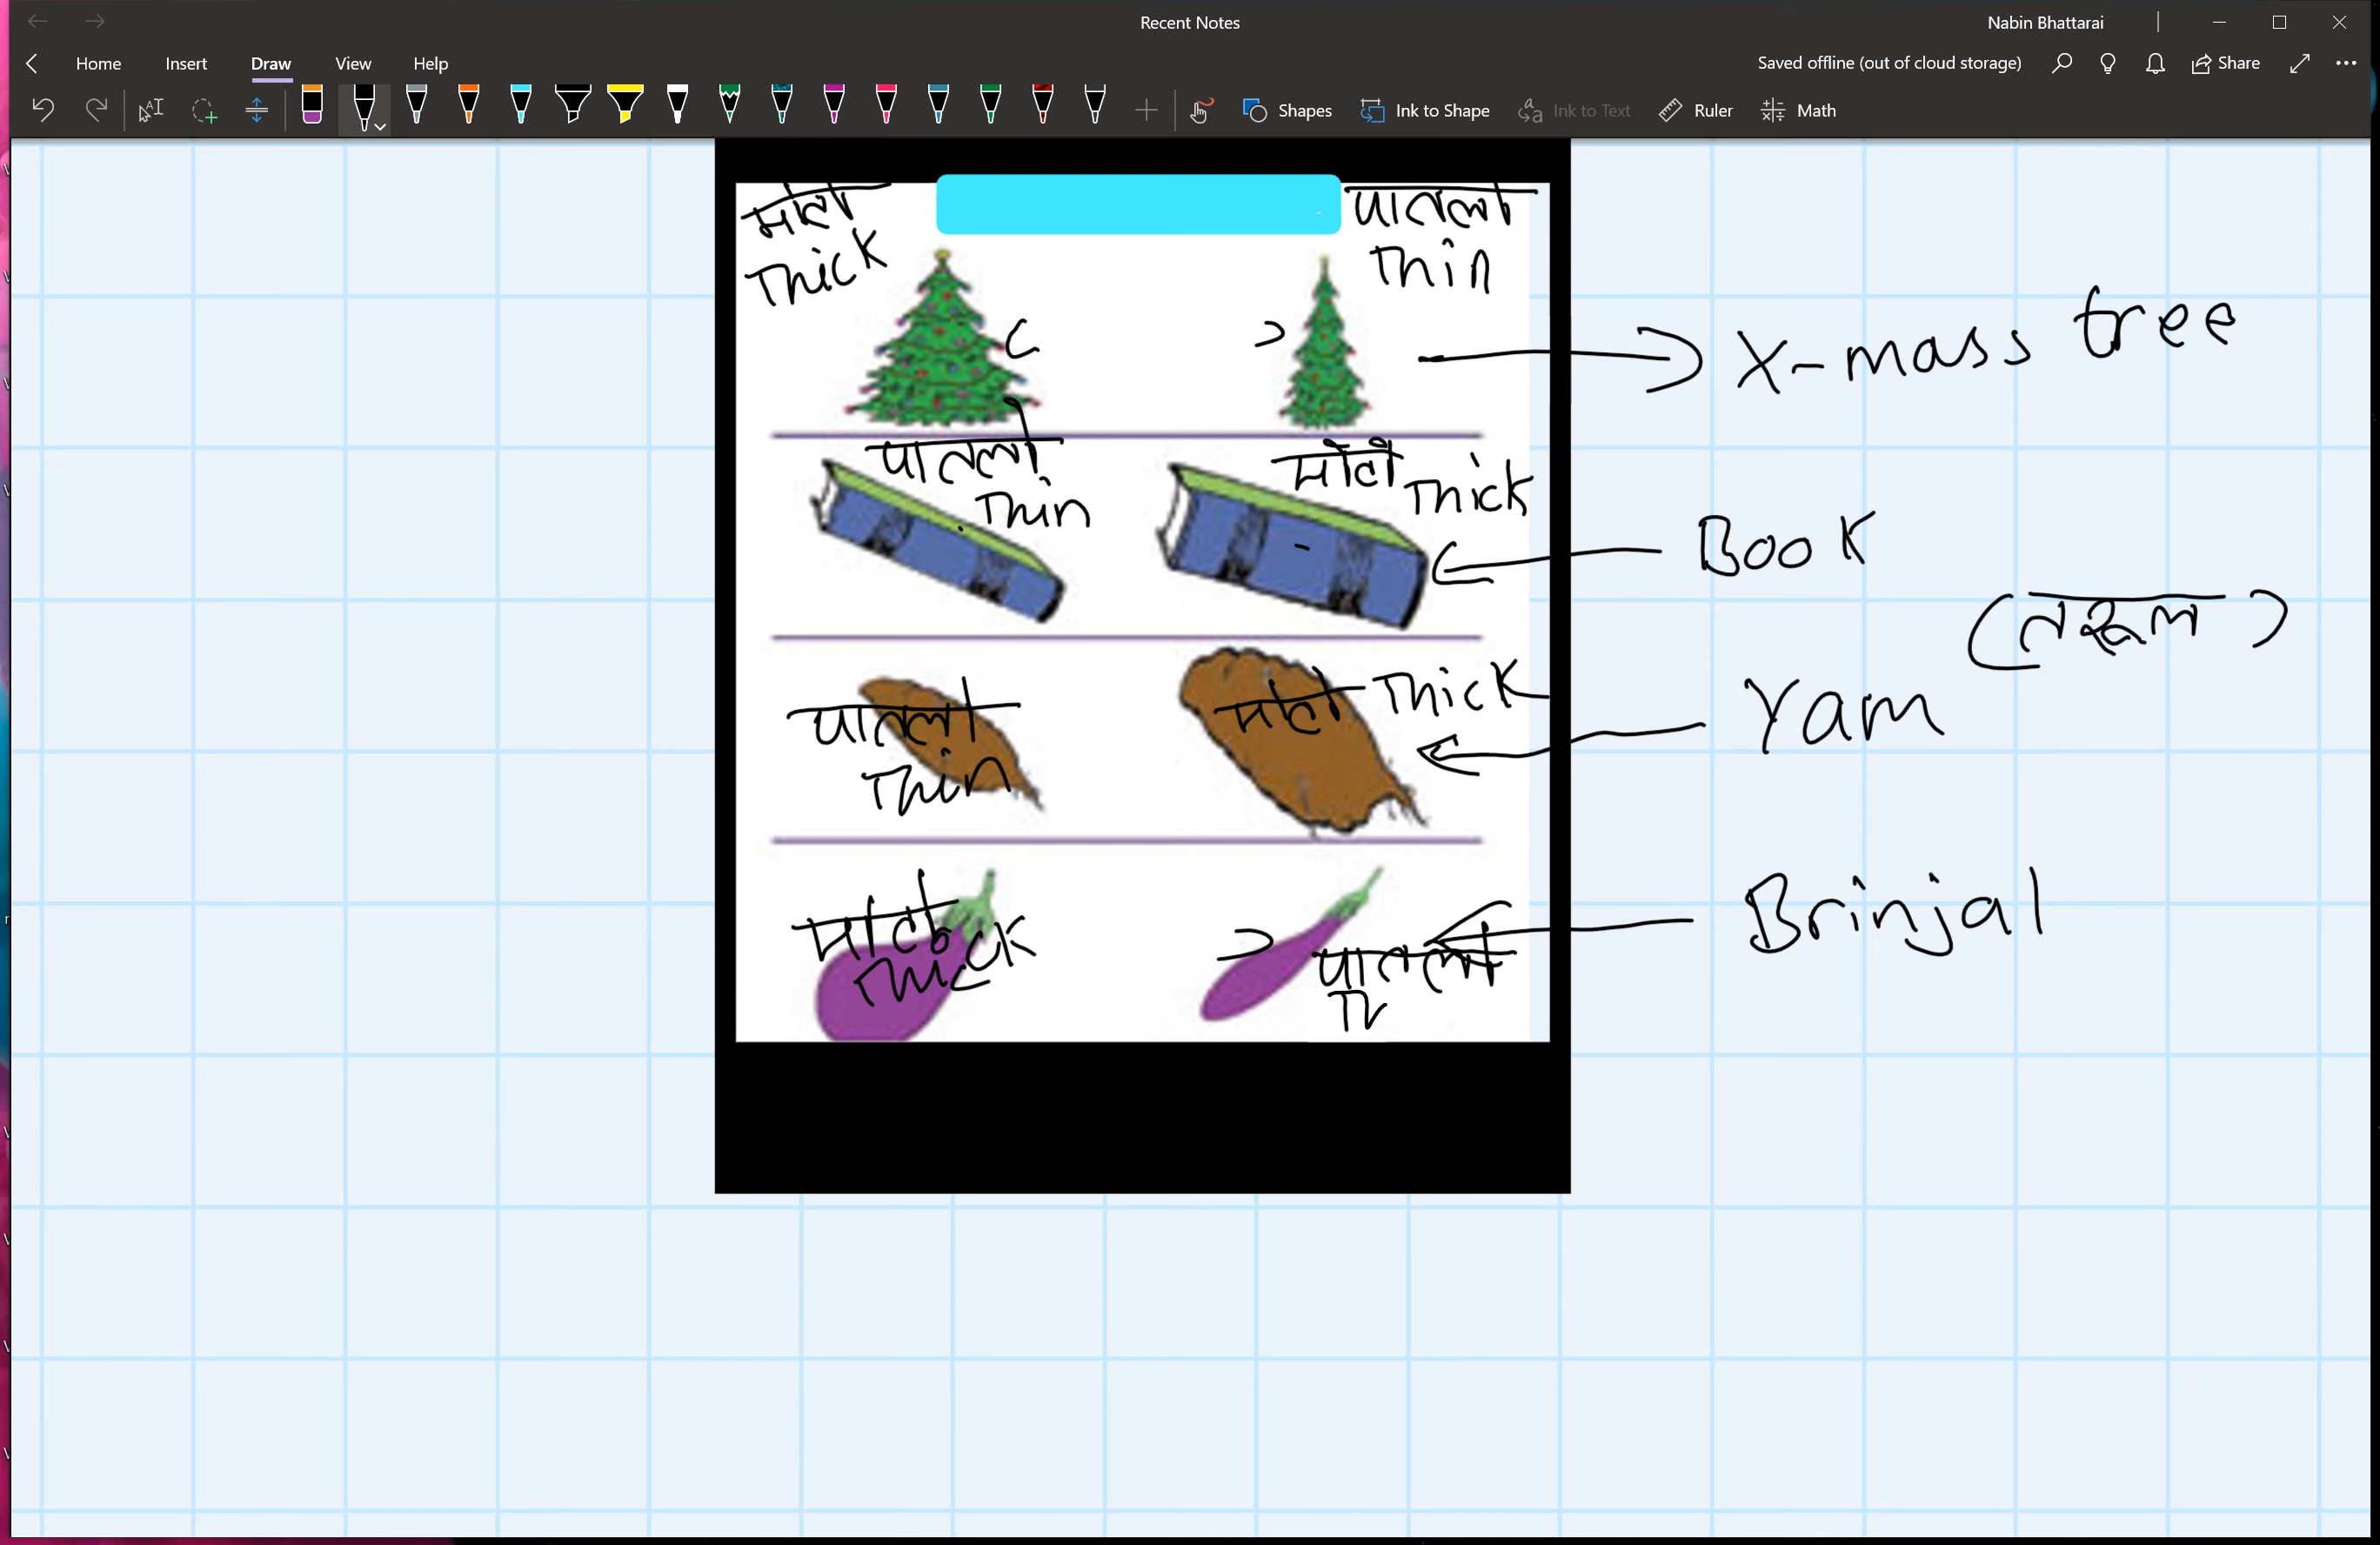 Recent Notes
Nabin Bhattarai
Home Insert Draw View Help
Saved offline (out of cloud storage)
Share
Shapes
Ink to Shape
Ink to Text
Ruler
Math
मोटो
Thick
पातलो
Thin
X-mass tree
पातलो
Thin
मोटो
Thick
Book
पातलो
Thin
मोटो
Thick
Yam
मोटो
Thick
पातलो
Brinjal